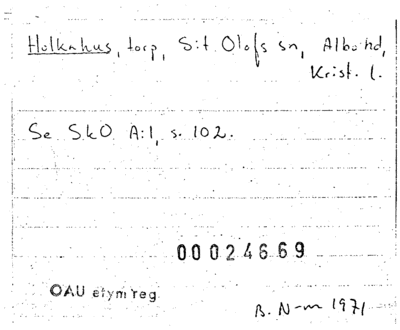 Holkahus, torp, S:t Olofs sn, Albo hd,
Krist. l.
Se SkO A:1, s. 102.
00024669
OAU etym reg
B. N-m 1971